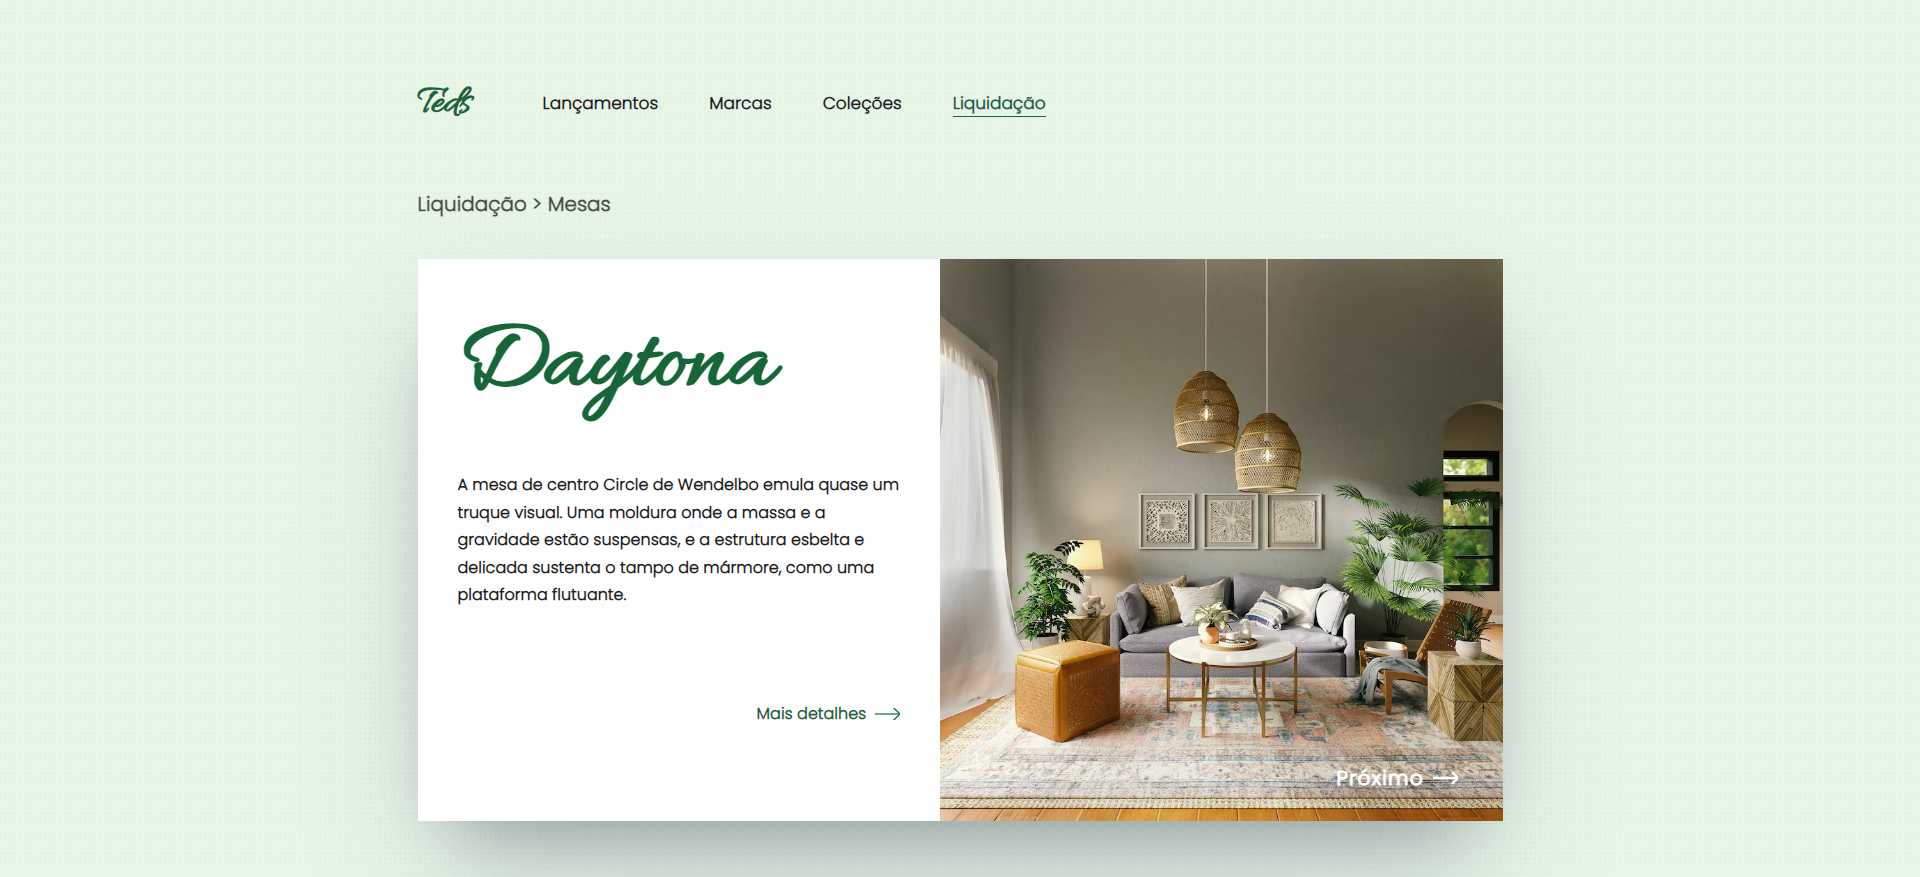 Teds
Lançamentos
Marcas
Coleções
Liquidação
Liquidação > Mesas
Daytona
A mesa de centro Circle de Wendelbo emula quase um
truque visual. Uma moldura onde a massa e a
gravidade estão suspensas, e a estrutura esbelta e
delicada sustenta o tampo de mármore, como uma
plataforma flutuante.
Mais detalhes
Próximo